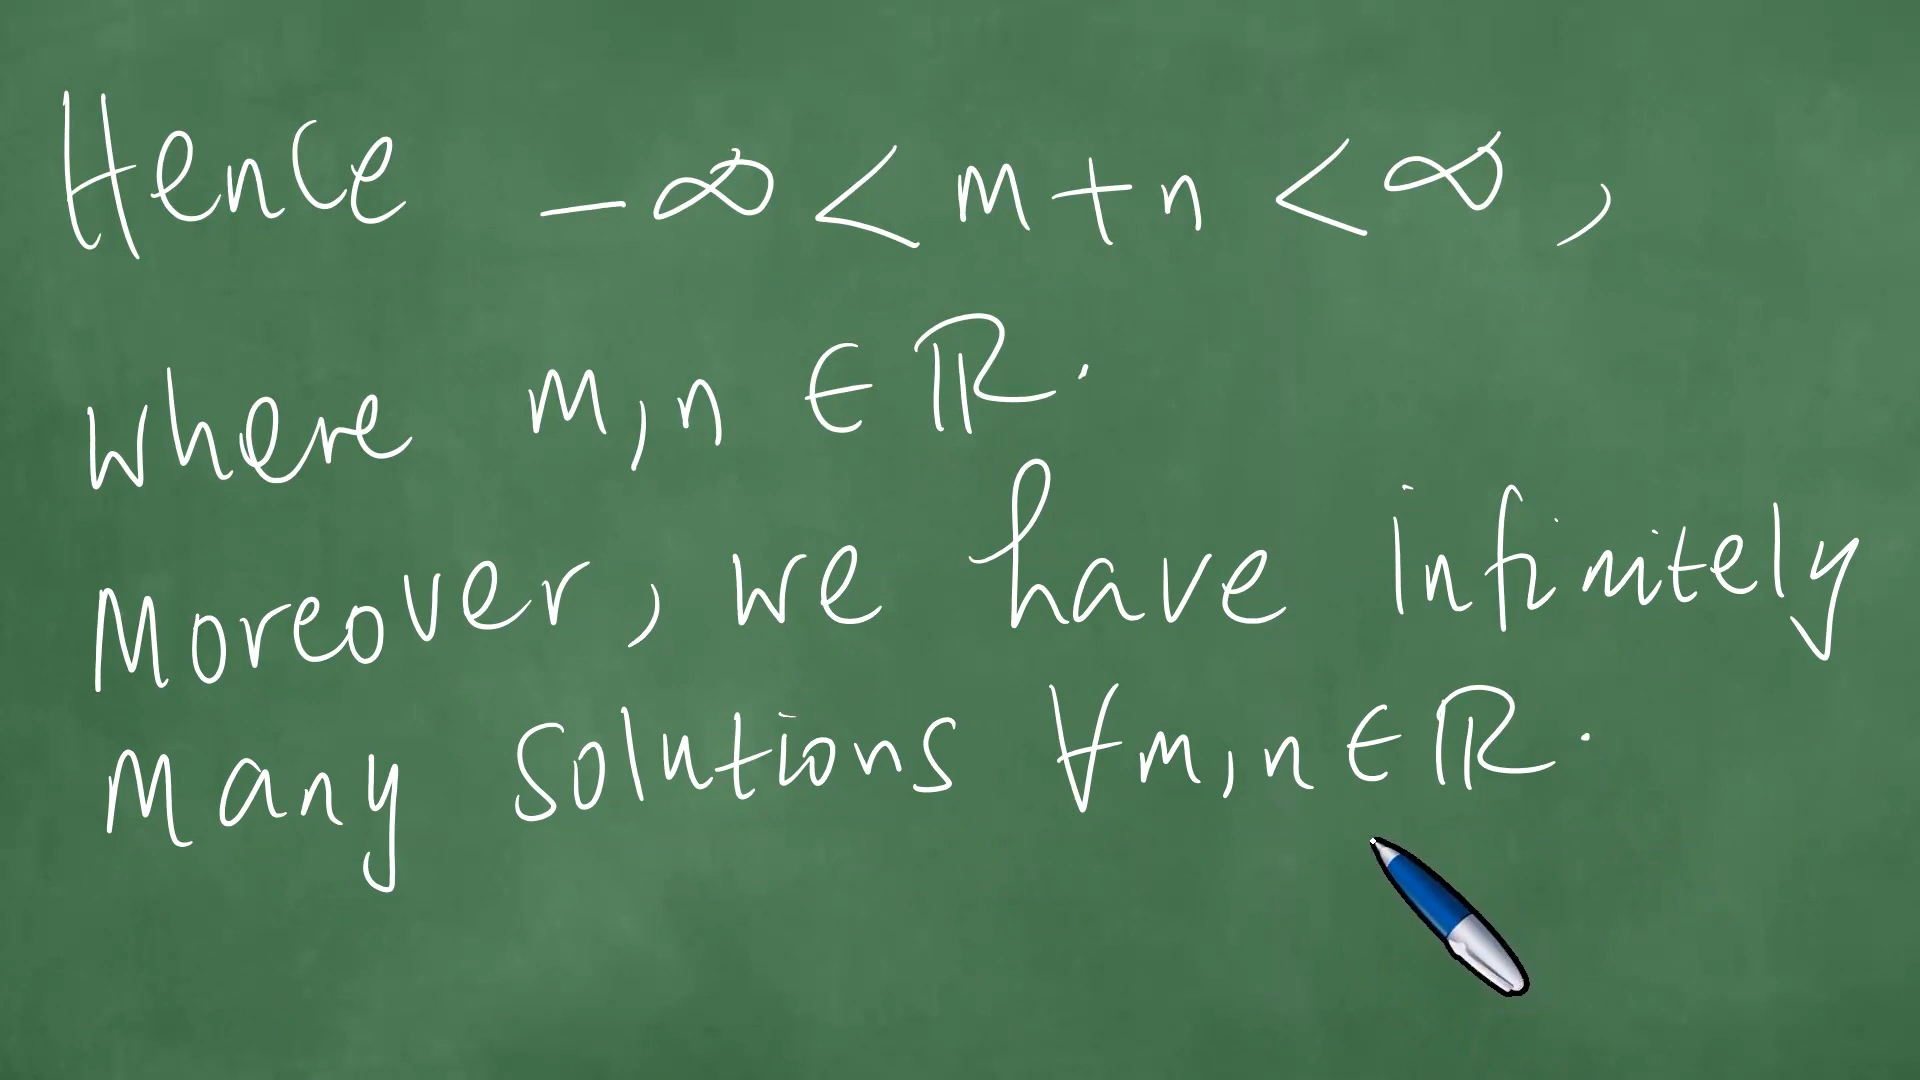 Hence -∞ < m+n < ∞,
where m,n ∈ ℝ.
Moreover, we have infinitely
many solutions ∀m,n∈ℝ.